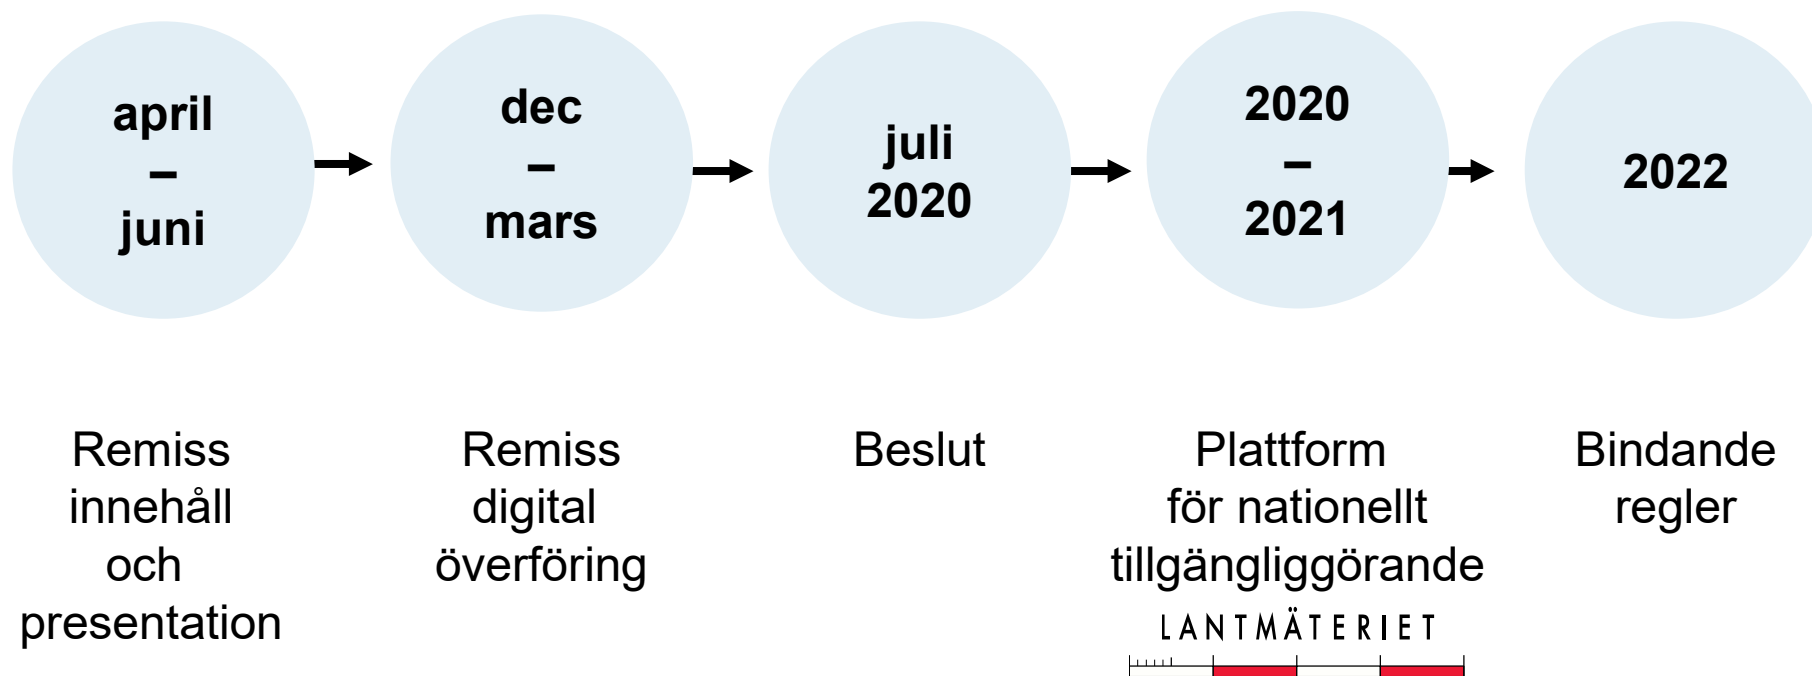 april
–
juni
dec
–
mars
juli
2020
2020
–
2021
2022
Remiss
innehåll
och
presentation
Remiss
digital
överföring
Beslut
Plattform
för nationellt
tillgängliggörande
LANTMÄTERIET
Bindande
regler